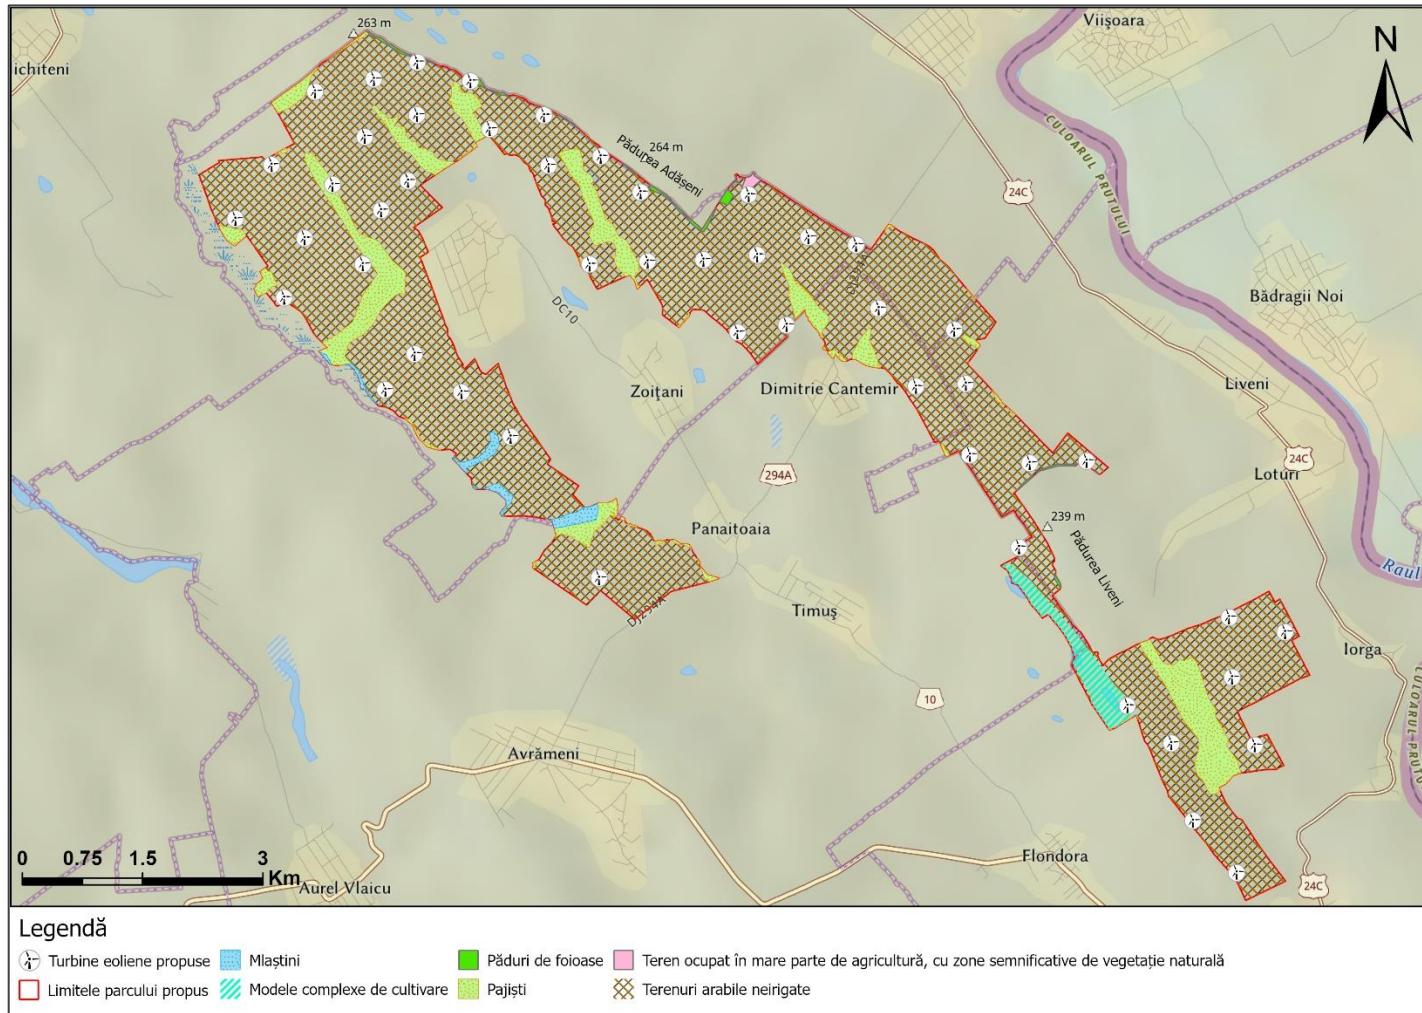 263 m
Viișoara
N
ichiteni
CULOARUL PRUTULUI
264 m
Pădurea Adășeni
24C
Bădragii Noi
DC10
Zoițani
Dimitrie Cantemir
Liveni
24C
Loturi
294A
Panaitoaia
239 m
Pădurea Liveni
Raul
Timuș
DJ294A
Iorga
10
Avrămeni
Flondora
24C
0 0.75 1.5 3
Km
Aurel Vlaicu
Legendă
Turbine eoliene propuse
Mlaștini
Păduri de foioase
Teren ocupat în mare parte de agricultură, cu zone semnificative de vegetație naturală
Limitele parcului propus
Modele complexe de cultivare
Pajiști
Terenuri arabile neirigate